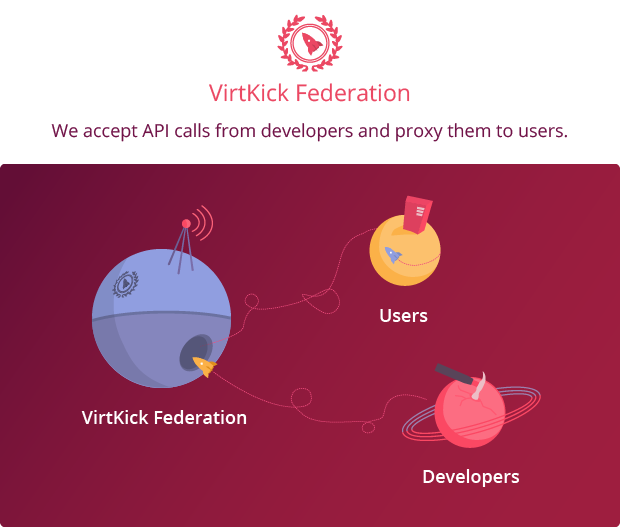 VirtKick Federation
We accept API calls from developers and proxy them to users.
Users
VirtKick Federation
Developers